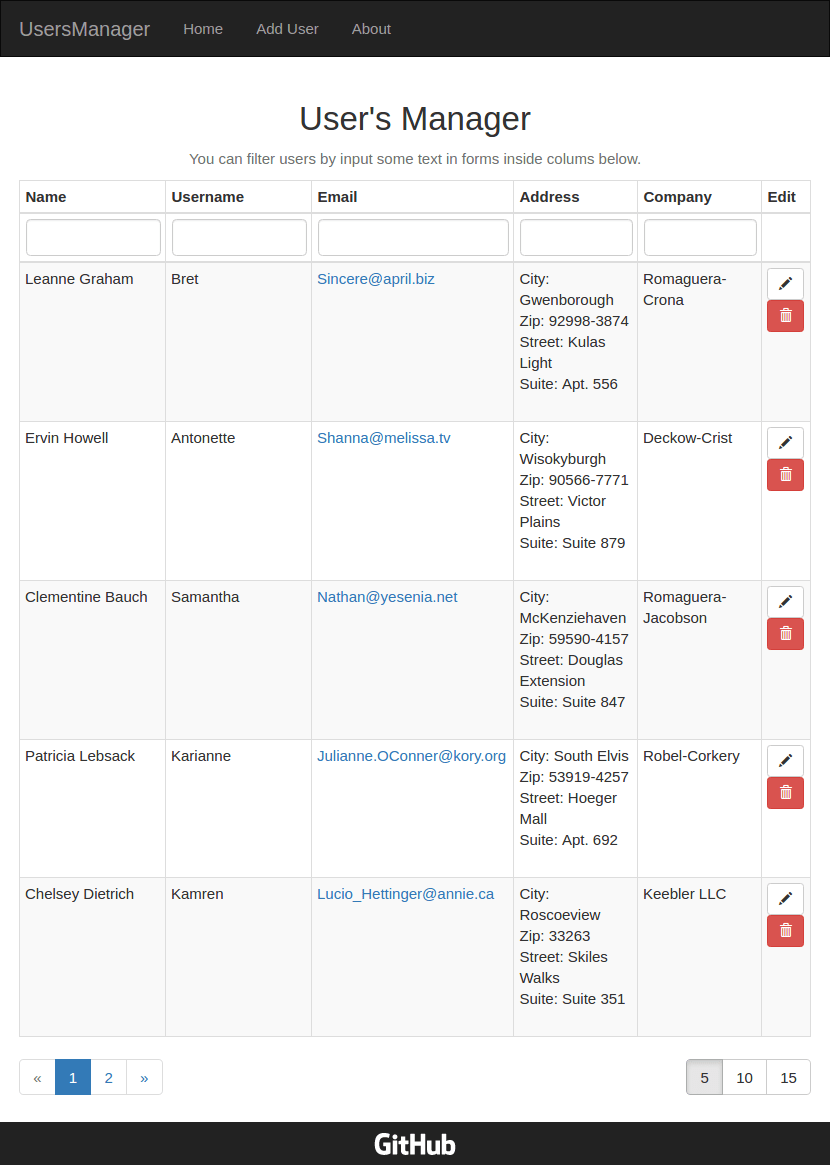 UsersManager Home Add User About
User's Manager
You can filter users by input some text in forms inside colums below.
Name Username Email Address Company Edit
Leanne Graham Bret Sincere@april.biz City: Romaguera-
Gwenborough Crona
Zip: 92998-3874
Street: Kulas
Light
Suite: Apt. 556
Ervin Howell Antonette Shanna@melissa.tv City: Deckow-Crist
Wisokyburgh
Zip: 90566-7771
Street: Victor
Plains
Suite: Suite 879
Clementine Bauch Samantha Nathan@yesenia.net City: Romaguera-
McKenziehaven Jacobson
Zip: 59590-4157
Street: Douglas
Extension
Suite: Suite 847
Patricia Lebsack Karianne Julianne.OConner@kory.org City: South Elvis Robel-Corkery
Zip: 53919-4257
Street: Hoeger
Mall
Suite: Apt. 692
Chelsey Dietrich Kamren Lucio_Hettinger@annie.ca City: Keebler LLC
Roscoeview
Zip: 33263
Street: Skiles
Walks
Suite: Suite 351
« 1 2 » 5 10 15
GitHub